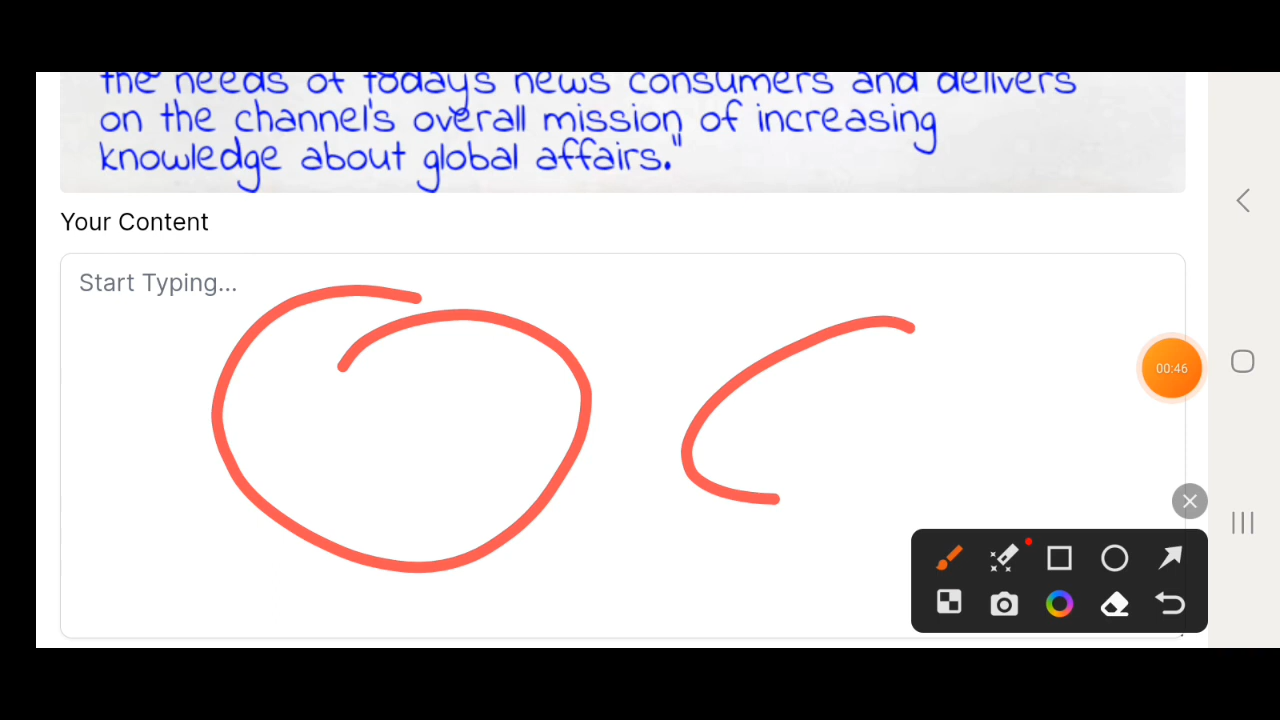 the needs of today's news consumers and delivers
on the channel's overall mission of increasing
knowledge about global affairs."
Your Content
Start Typing...
00:46